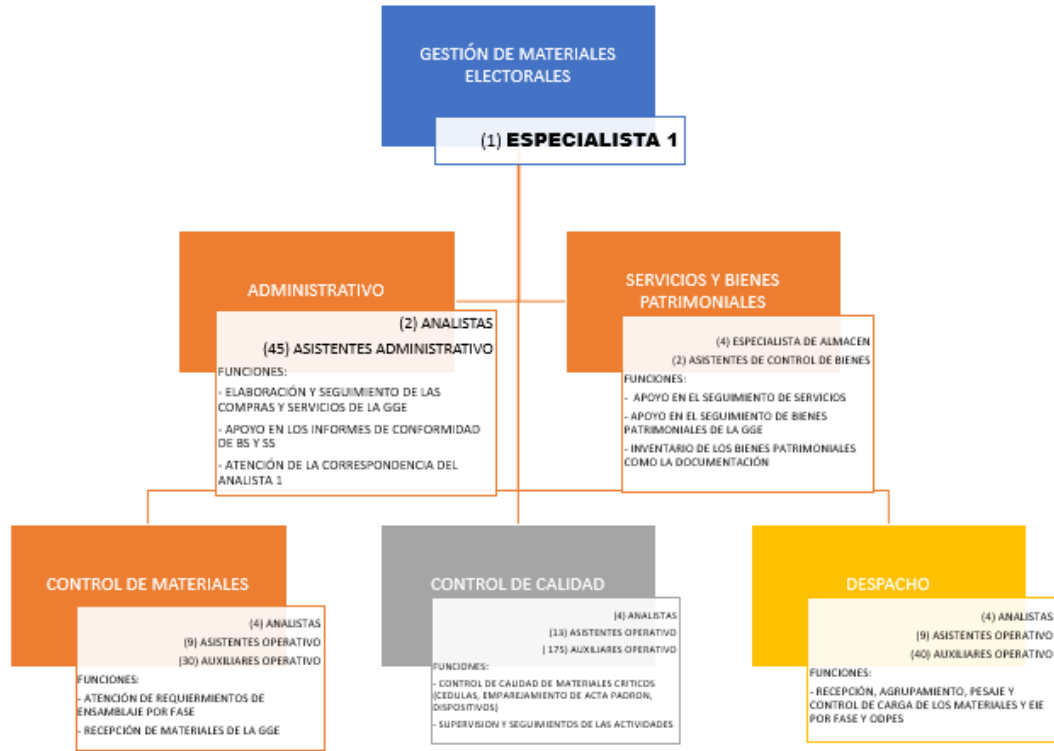 GESTIÓN DE MATERIALES
ELECTORALES
(1) ESPECIALISTA 1
ADMINISTRATIVO
(2) ANALISTAS
(45) ASISTENTES ADMINISTRATIVO
FUNCIONES:
- ELABORACIÓN Y SEGUIMIENTO DE LAS
COMPRAS Y SERVICIOS DE LA GGE
- APOYO EN LOS INFORMES DE CONFORMIDAD
DE BS Y SS
- ATENCIÓN DE LA CORRESPONDENCIA DEL
ANALISTA 1
SERVICIOS Y BIENES
PATRIMONIALES
(4) ESPECIALISTA DE ALMACEN
(2) ASISTENTES DE CONTROL DE BIENES
FUNCIONES:
- APOYO EN EL SEGUIMIENTO DE SERVICIOS
- APOYO EN EL SEGUIMIENTO DE BIENES
PATRIMONIALES DE LA GGE
- INVENTARIO DE LOS BIENES PATRIMONIALES
COMO LA DOCUMENTACIÓN
CONTROL DE MATERIALES
(4) ANALISTAS
(9) ASISTENTES OPERATIVO
(30) AUXILIARES OPERATIVO
FUNCIONES:
- ATENCIÓN DE REQUIERMIENTOS DE
ENSAMBLAJE POR FASE
- RECEPCIÓN DE MATERIALES DE LA GGE
CONTROL DE CALIDAD
(4) ANALISTAS
(13) ASISTENTES OPERATIVO
( 175) AUXILIARES OPERATIVO
FUNCIONES:
- CONTROL DE CALIDAD DE MATERIALES CRITICOS
(CEDULAS, EMPAREJAMIENTO DE ACTA PADRON,
DISPOSITIVOS)
- SUPERVISION Y SEGUIMIENTOS DE LAS ACTIVIDADES
DESPACHO
(4) ANALISTAS
(9) ASISTENTES OPERATIVO
(40) AUXILIARES OPERATIVO
FUNCIONES:
- RECEPCIÓN, AGRUPAMIENTO, PESAJE Y
CONTROL DE CARGA DE LOS MATERIALES Y EIE
POR FASE Y ODPES